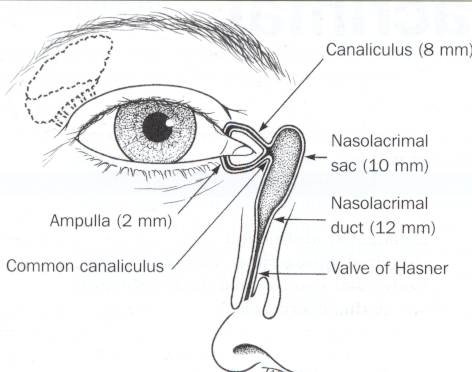 Canaliculus (8 mm)
Nasolacrimal
sac (10 mm)
Nasolacrimal
duct (12 mm)
Ampulla (2 mm)
Common canaliculus
Valve of Hasner